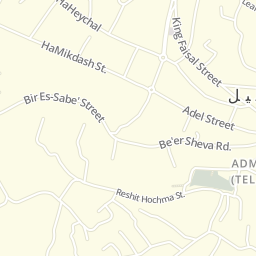 HaHeychal
King Faisal Street
HaMikdash St.
Bir Es-Sabe' Street
Adel Street
Be'er Sheva Rd.
ADM
(TEL
Reshit Hochma St.